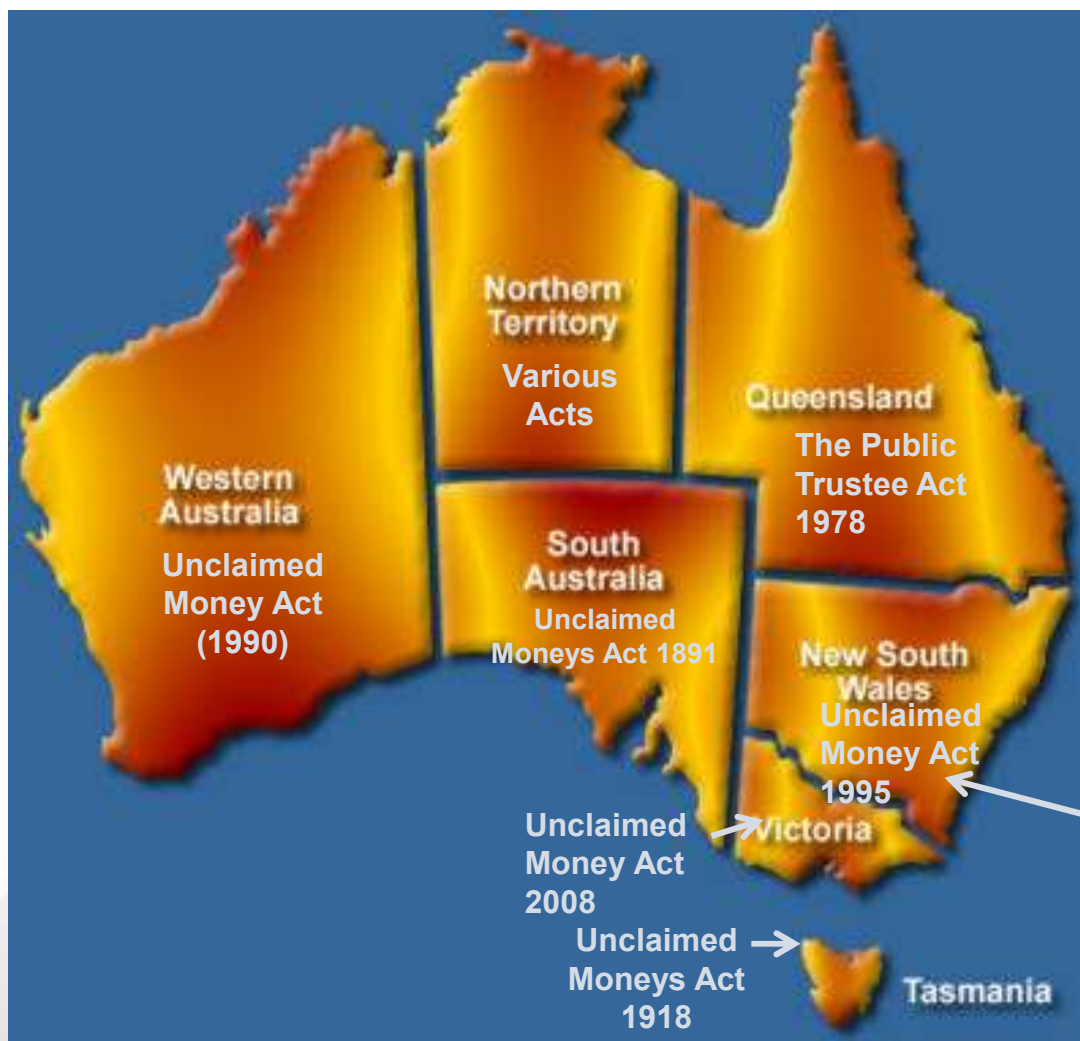 Northern
Territory
Various
Acts
Queensland
The Public
Trustee Act
1978
Western
Australia
Unclaimed
Money Act
(1990)
South
Australia
Unclaimed
Moneys Act 1891
New South
Wales
Unclaimed
Money Act
1995
Victoria
Unclaimed
Money Act
2008
Unclaimed
Moneys Act
1918
Tasmania